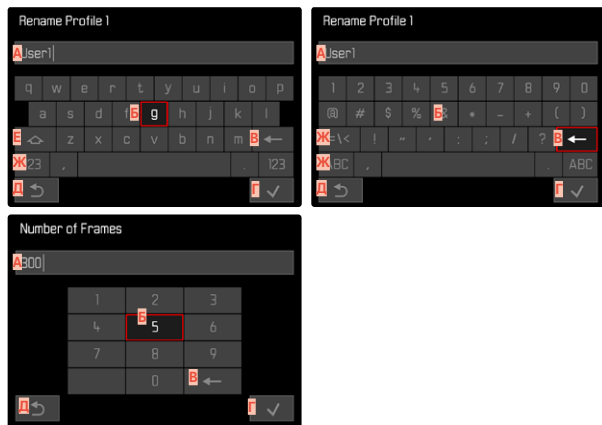 Rename Profile 1
А User1
q w e r t y u i o p
a s d f Б g h j k l
Е z x c v b n m В
Ж 123 , . 123
Д Г
Rename Profile 1
А User1
1 2 3 4 5 6 7 8 9 0
@ # $ % Б & * - + ( )
Ж =\< ! ~ ' : ; / ? В
Ж ABC , . ABC
Д Г
Number of Frames
А 300
1 2 3
Б
4 5 6
7 8 9
0 В
Д Г